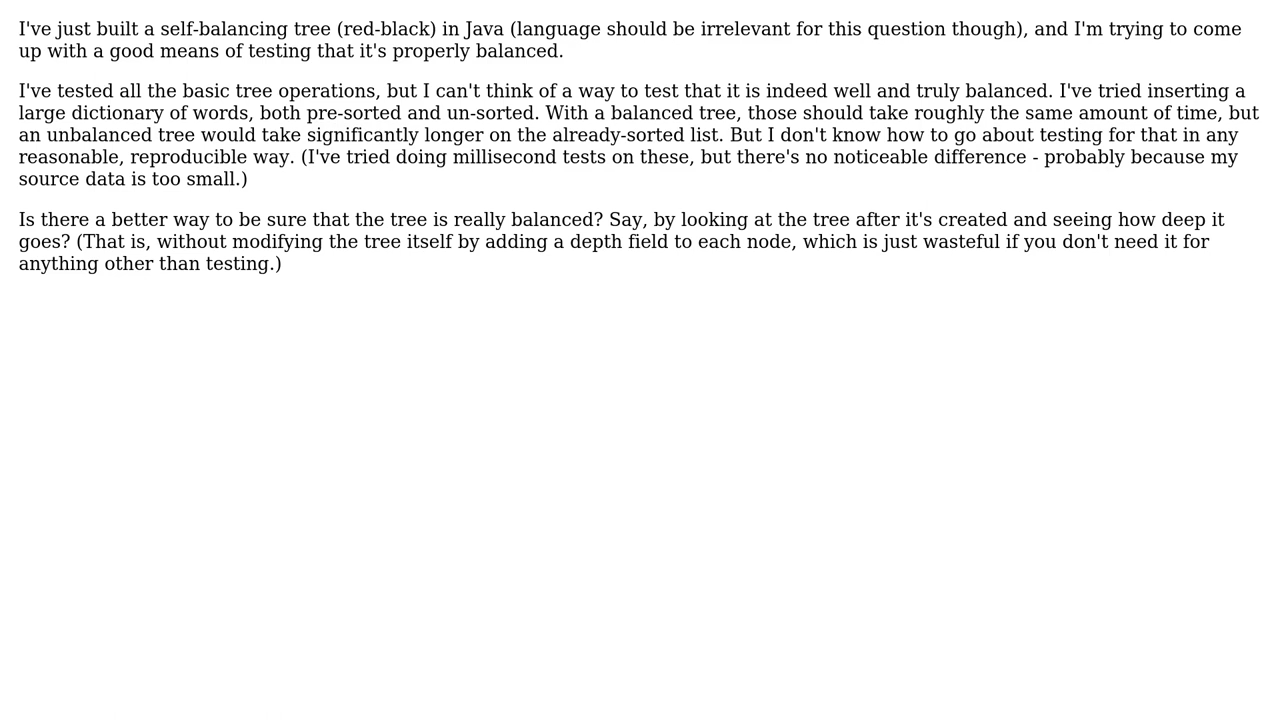 I've just built a self-balancing tree (red-black) in Java (language should be irrelevant for this question though), and I'm trying to come
up with a good means of testing that it's properly balanced.
I've tested all the basic tree operations, but I can't think of a way to test that it is indeed well and truly balanced. I've tried inserting a
large dictionary of words, both pre-sorted and un-sorted. With a balanced tree, those should take roughly the same amount of time, but
an unbalanced tree would take significantly longer on the already-sorted list. But I don't know how to go about testing for that in any
reasonable, reproducible way. (I've tried doing millisecond tests on these, but there's no noticeable difference - probably because my
source data is too small.)
Is there a better way to be sure that the tree is really balanced? Say, by looking at the tree after it's created and seeing how deep it
goes? (That is, without modifying the tree itself by adding a depth field to each node, which is just wasteful if you don't need it for
anything other than testing.)